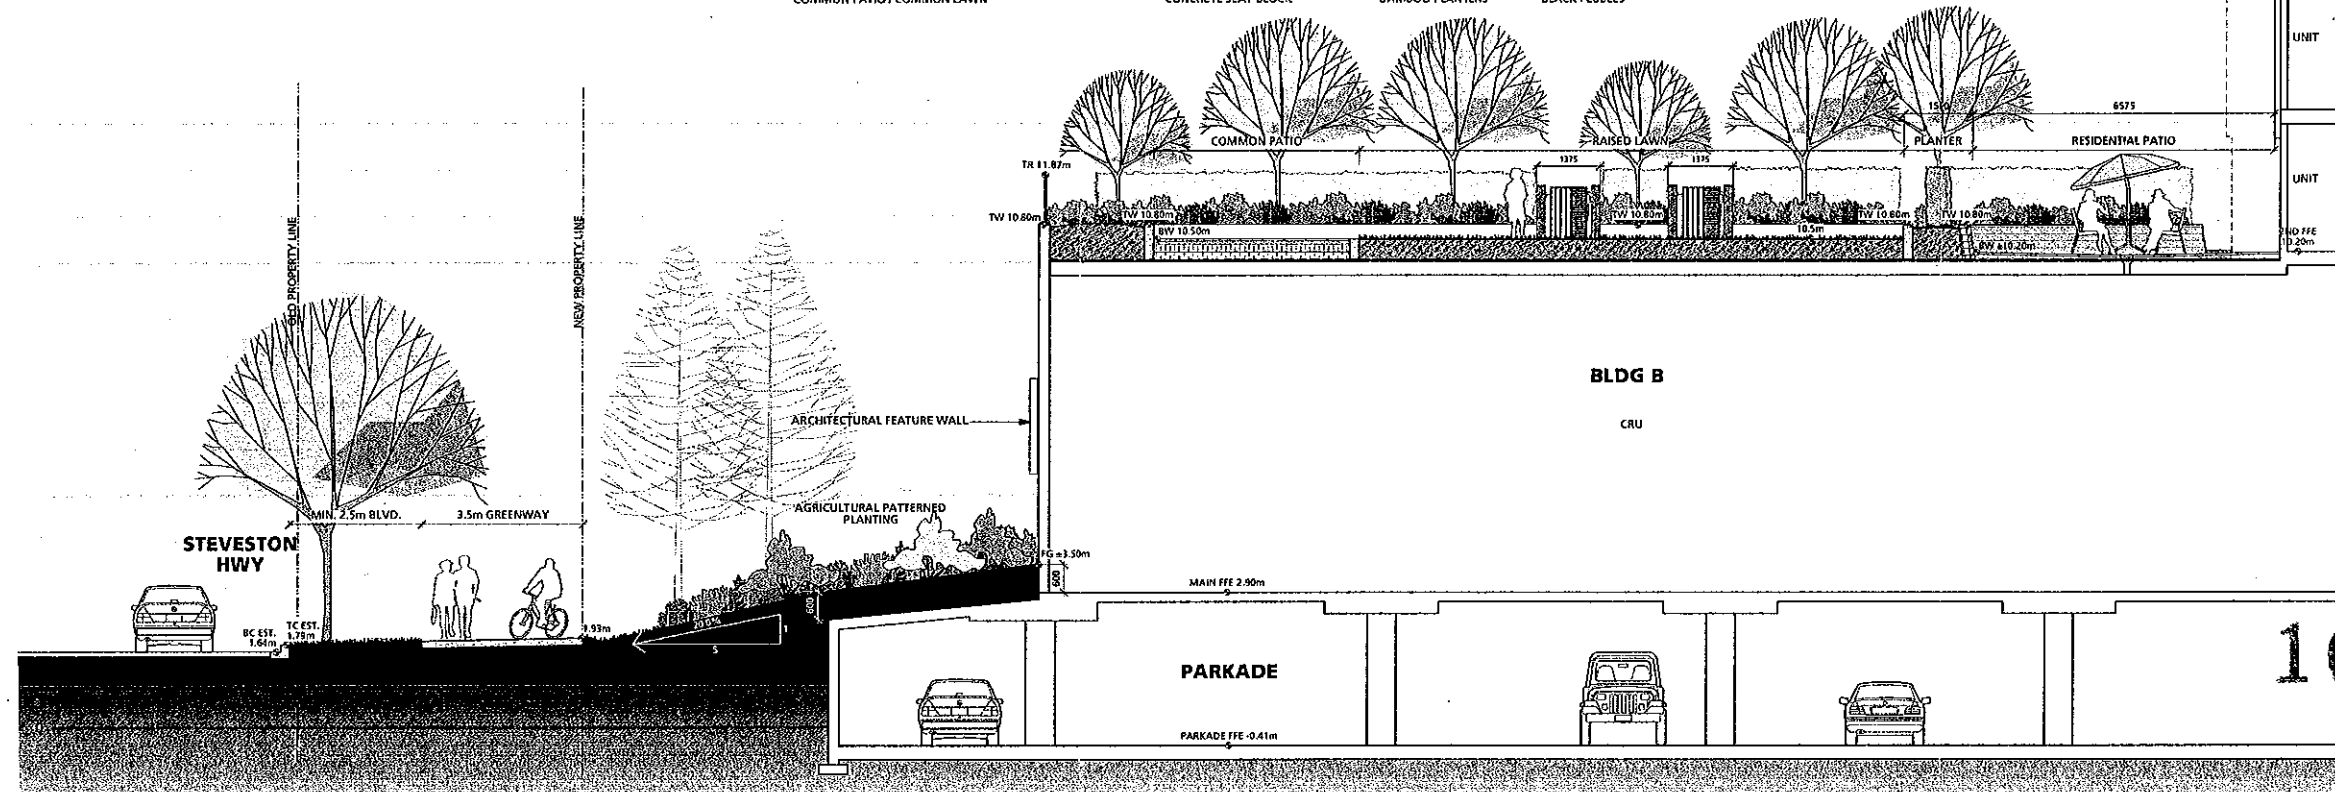 COMMON PATIO / COMMON LAWN
CONCRETE SEAT BLOCK
BAMBOO PLANTERS
BLACK PEBBLES
UNIT
6575
COMMON PATIO
RAISED LAWN
PLANTER
RESIDENTIAL PATIO
1375
1375
TR 11.87m
UNIT
TW 10.80m
TW 10.80m
TW 10.80m
TW 10.80m
TW 10.80m
BW 10.50m
10.5m
BW ±10.20m
2ND FFE
10.20m
OLD PROPERTY LINE
NEW PROPERTY LINE
BLDG B
CRU
ARCHITECTURAL FEATURE WALL
AGRICULTURAL PATTERNED
PLANTING
MIN. 2.5m BLVD.
3.5m GREENWAY
STEVESTON
HWY
FG ±3.50m
600
MAIN FFE 2.90m
600
BC EST.
1.64m
TC EST.
1.79m
1.93m
20.0%
1
5
PARKADE
PARKADE FFE -0.41m